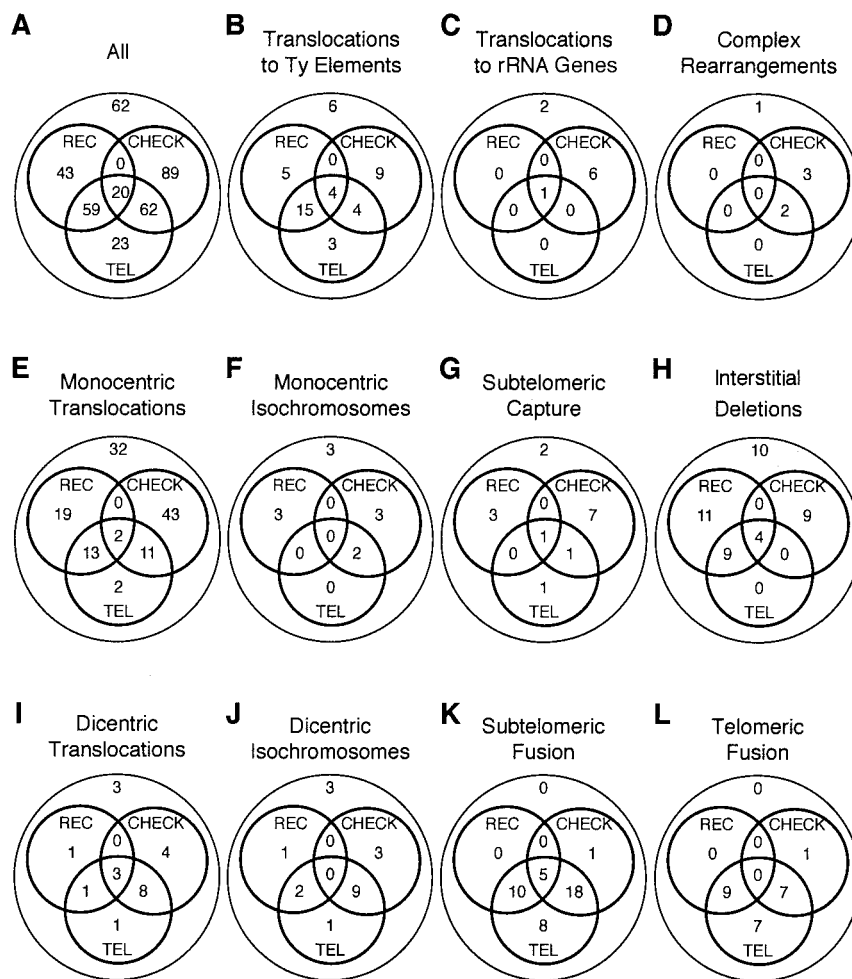 A
All
62
REC
CHECK
0
43
89
20
59
62
23
TEL
B
Translocations
to Ty Elements
6
REC
CHECK
0
5
9
4
15
4
3
TEL
C
Translocations
to rRNA Genes
2
REC
CHECK
0
0
6
1
0
0
0
TEL
D
Complex
Rearrangements
1
REC
CHECK
0
0
3
0
0
2
0
TEL
E
Monocentric
Translocations
32
REC
CHECK
0
19
43
2
13
11
2
TEL
F
Monocentric
Isochromosomes
3
REC
CHECK
0
3
3
0
0
2
0
TEL
G
Subtelomeric
Capture
2
REC
CHECK
0
3
7
1
0
1
1
TEL
H
Interstitial
Deletions
10
REC
CHECK
0
11
9
4
9
0
0
TEL
I
Dicentric
Translocations
3
REC
CHECK
0
1
4
3
1
8
1
TEL
J
Dicentric
Isochromosomes
3
REC
CHECK
0
1
3
0
2
9
1
TEL
K
Subtelomeric
Fusion
0
REC
CHECK
0
0
1
5
10
18
8
TEL
L
Telomeric
Fusion
0
REC
CHECK
0
0
1
0
9
7
7
TEL